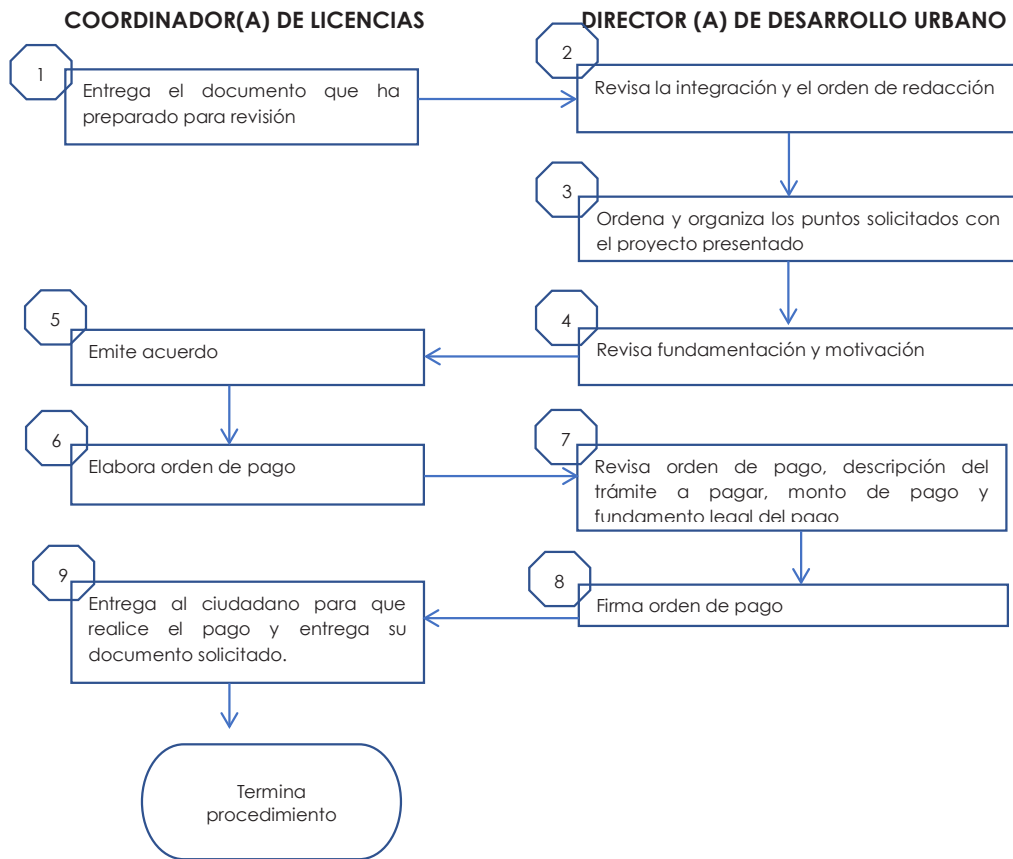 COORDINADOR(A) DE LICENCIAS
DIRECTOR (A) DE DESARROLLO URBANO
1
Entrega el documento que ha
preparado para revisión
2
Revisa la integración y el orden de redacción
3
Ordena y organiza los puntos solicitados con
el proyecto presentado
4
Revisa fundamentación y motivación
5
Emite acuerdo
6
Elabora orden de pago
7
Revisa orden de pago, descripción del
trámite a pagar, monto de pago y
fundamento legal del pago
8
Firma orden de pago
9
Entrega al ciudadano para que
realice el pago y entrega su
documento solicitado.
Termina
procedimiento